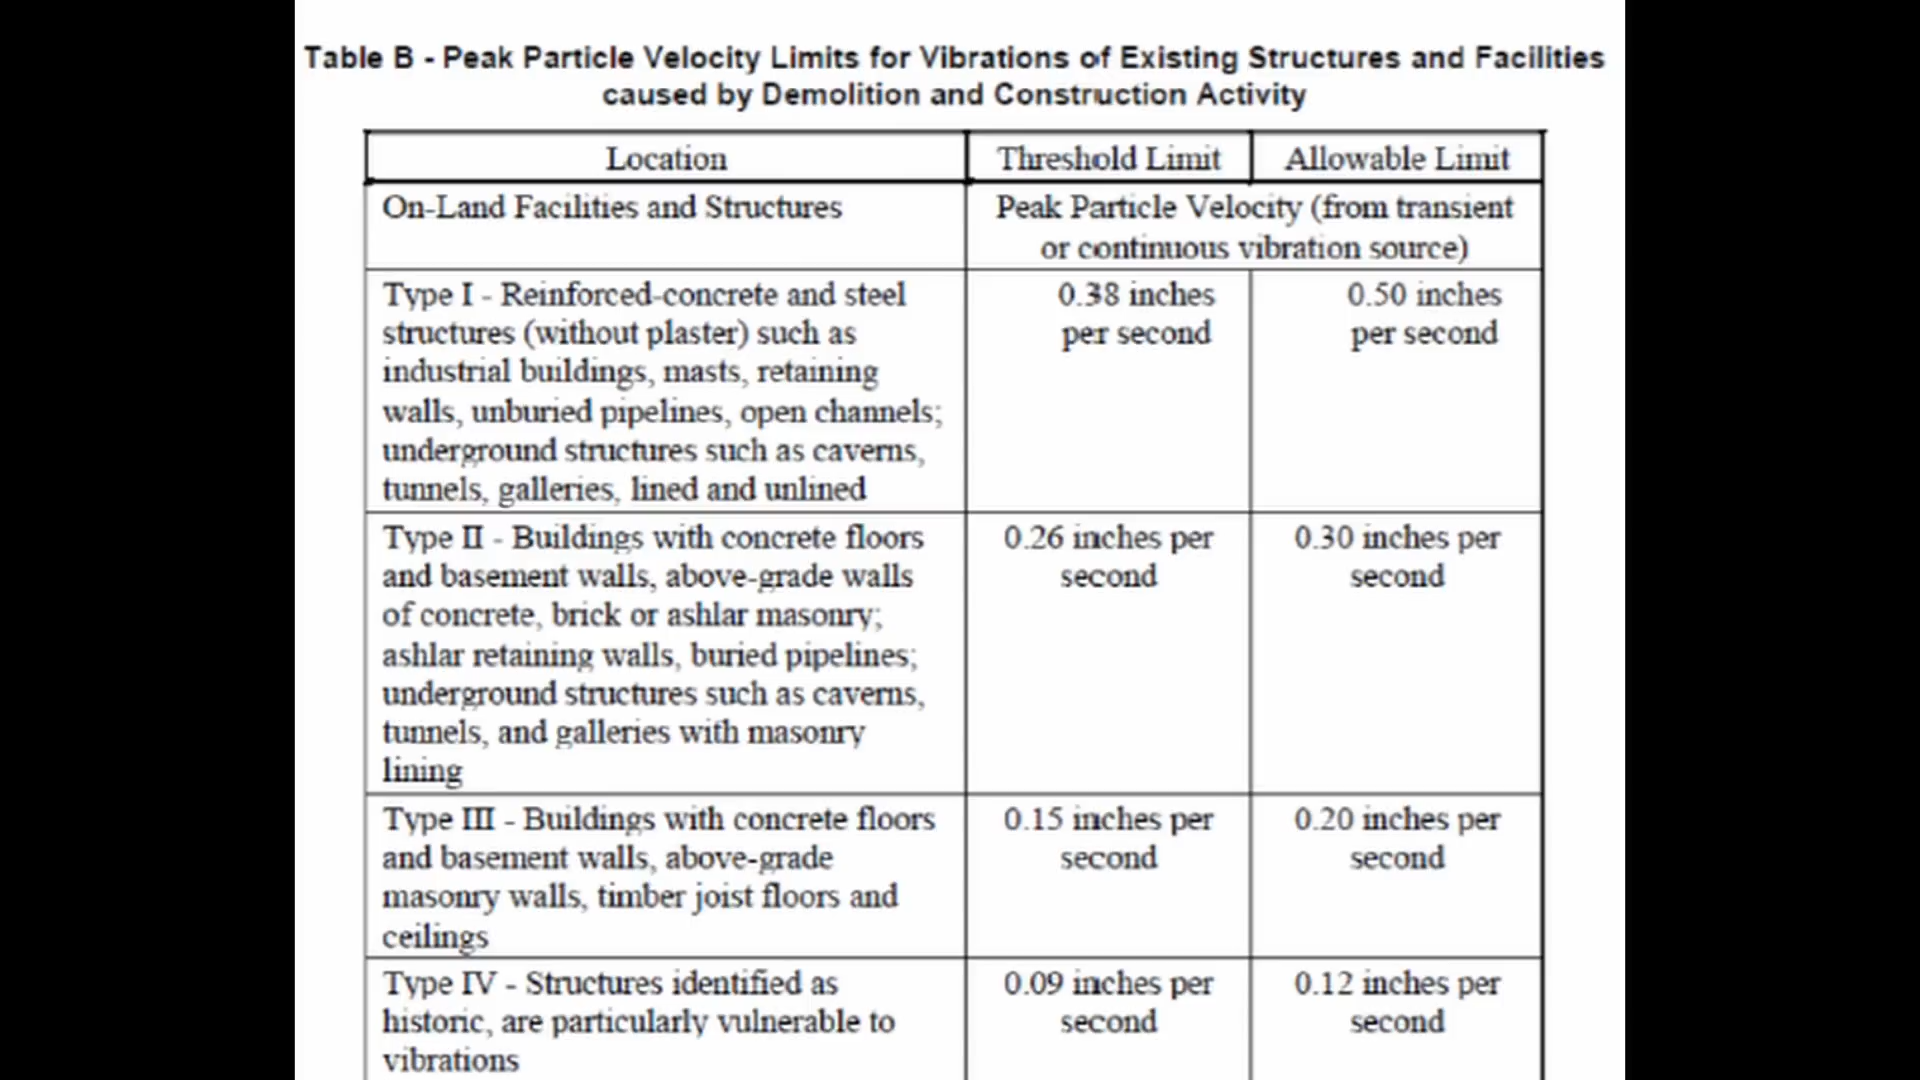 Table B - Peak Particle Velocity Limits for Vibrations of Existing Structures and Facilities
caused by Demolition and Construction Activity
Location
Threshold Limit
Allowable Limit
On-Land Facilities and Structures
Peak Particle Velocity (from transient
or continuous vibration source)
Type I - Reinforced-concrete and steel
structures (without plaster) such as
industrial buildings, masts, retaining
walls, unburied pipelines, open channels;
underground structures such as caverns,
tunnels, galleries, lined and unlined
0.38 inches
per second
0.50 inches
per second
Type II - Buildings with concrete floors
and basement walls, above-grade walls
of concrete, brick or ashlar masonry;
ashlar retaining walls, buried pipelines;
underground structures such as caverns,
tunnels, and galleries with masonry
lining
0.26 inches per
second
0.30 inches per
second
Type III - Buildings with concrete floors
and basement walls, above-grade
masonry walls, timber joist floors and
ceilings
0.15 inches per
second
0.20 inches per
second
Type IV - Structures identified as
historic, are particularly vulnerable to
vibrations
0.09 inches per
second
0.12 inches per
second